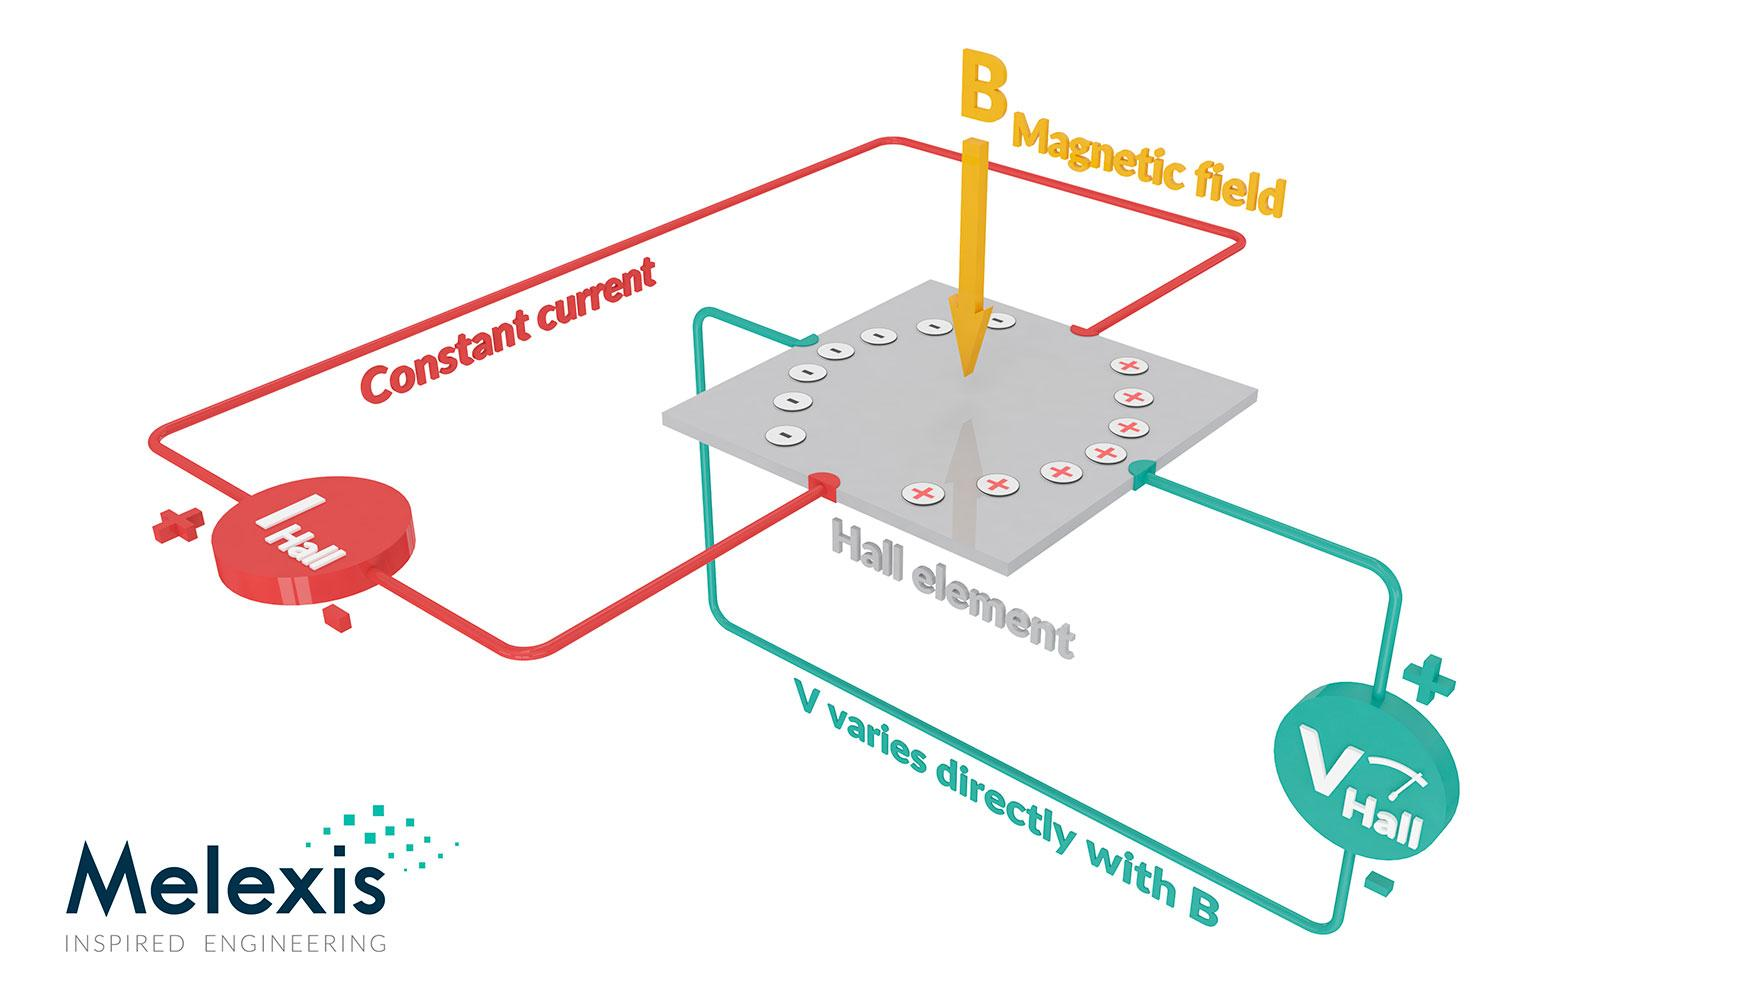 B Magnetic field
Constant current
+
I Hall
-
- - - - - - - -
+ + + + + + +
Hall element
V varies directly with B
+
V Hall
-
Melexis
INSPIRED ENGINEERING